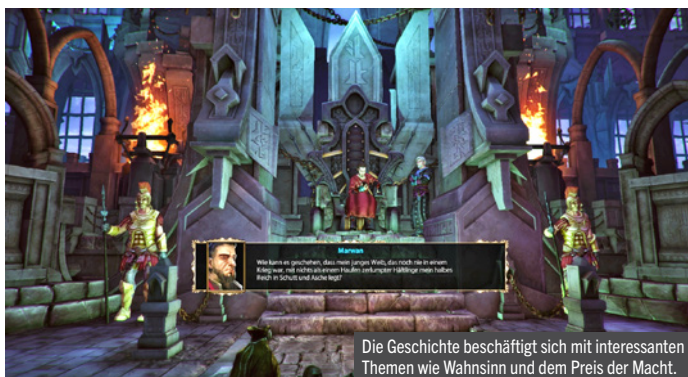 Marwan
Wie kann es geschehen, dass mein junges Weib, das noch nie in einem
Krieg war, mit nichts als einem Haufen zerlumpter Häftlinge mein halbes
Reich in Schutt und Asche legt?
Die Geschichte beschäftigt sich mit interessanten
Themen wie Wahnsinn und dem Preis der Macht.